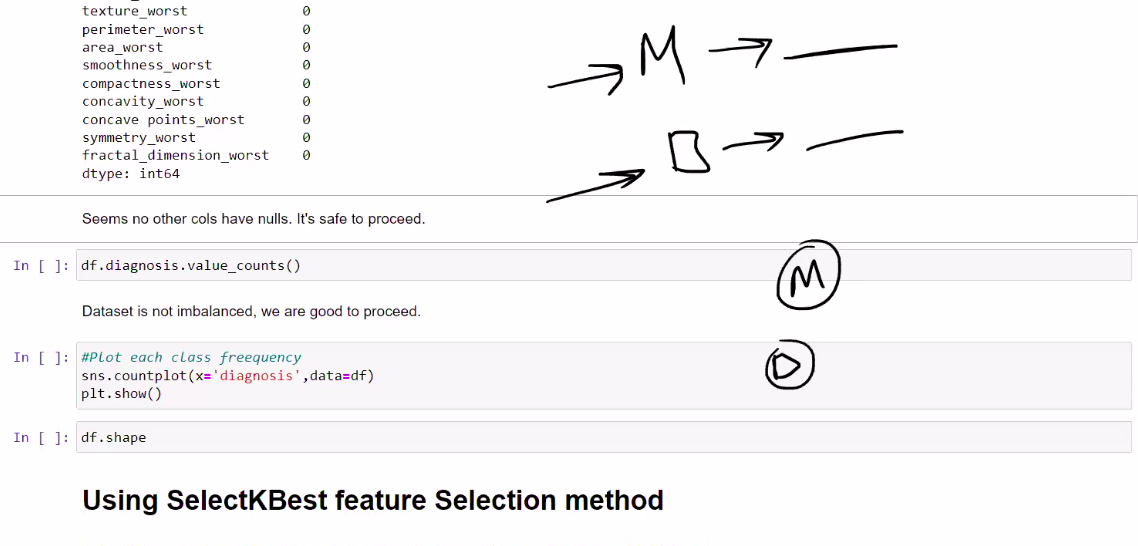 texture_worst 0
perimeter_worst 0
area_worst 0
smoothness_worst 0
compactness_worst 0
concavity_worst 0
concave points_worst 0
symmetry_worst 0
fractal_dimension_worst 0
dtype: int64
M
B
Seems no other cols have nulls. It's safe to proceed.
In [ ]: df.diagnosis.value_counts()
M
Dataset is not imbalanced, we are good to proceed.
In [ ]: #Plot each class freequency
sns.countplot(x='diagnosis',data=df)
plt.show()
In [ ]: df.shape
Using SelectKBest feature Selection method